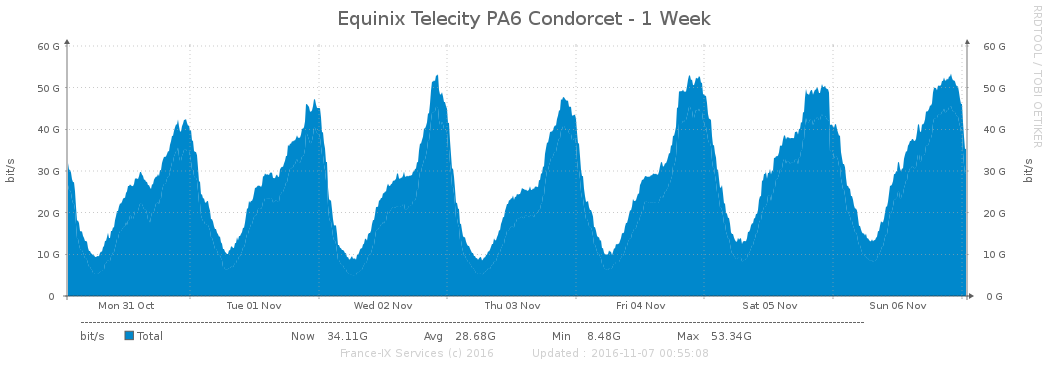 Equinix Telecity PA6 Condorcet - 1 Week
RRDTOOL / TOBI OETIKER
60 G 60 G
50 G 50 G
40 G 40 G
30 G 30 G
20 G 20 G
10 G 10 G
0 0 G
bit/s
bit/s
Mon 31 Oct Tue 01 Nov Wed 02 Nov Thu 03 Nov Fri 04 Nov Sat 05 Nov Sun 06 Nov
bit/s Total Now 34.11G Avg 28.68G Min 8.48G Max 53.34G
France-IX Services (c) 2016 Updated : 2016-11-07 00:55:08